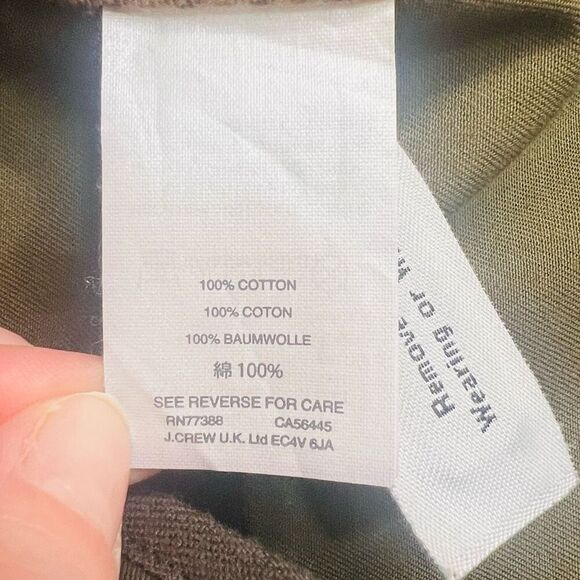 100% COTTON
100% COTON
100% BAUMWOLLE
綿 100%
SEE REVERSE FOR CARE
RN77388 CA56445
J.CREW U.K. Ltd EC4V 6JA
Remove
Wearing or